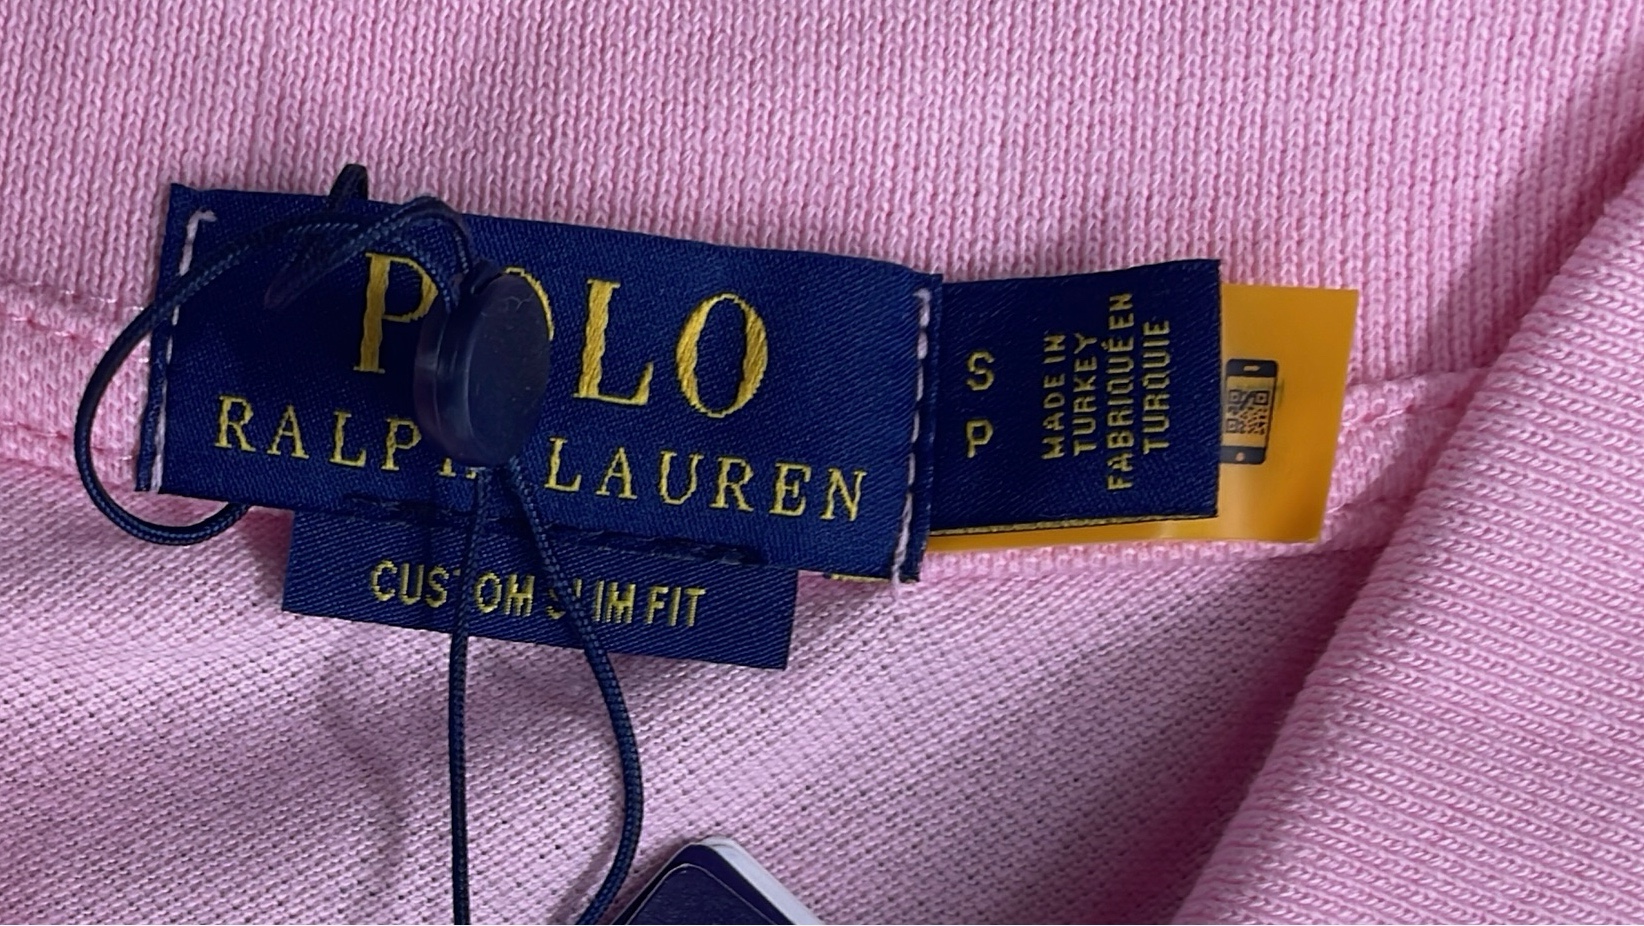 POLO
RALPH LAUREN
CUSTOM SLIM FIT
S
P
MADE IN
TURKEY
FABRIQUÉ EN
TURQUIE